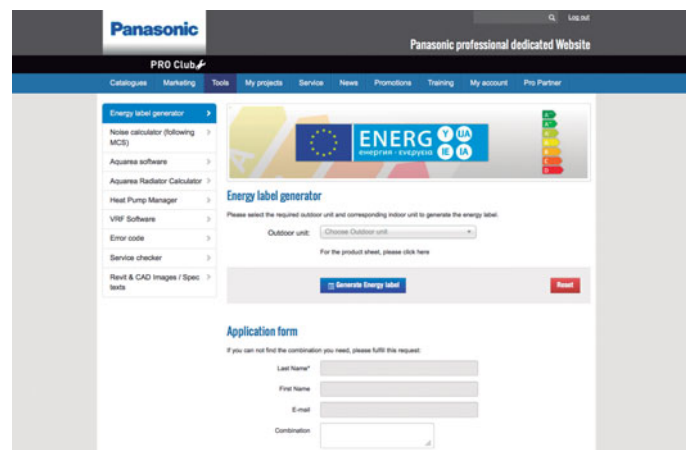 Log out
Panasonic
Panasonic professional dedicated Website
PRO Club
Catalogues Marketing Tools My projects Service News Promotions Training My account Pro Partner
Energy label generator
Noise calculator (following
MCS)
Aquarea software
Aquarea Radiator Calculator
Heat Pump Manager
VRF Software
Error code
Service checker
Revit & CAD Images / Spec
texts
ENERG Y UA
енергия · ενεργεια IE IA
Energy label generator
Please select the required outdoor unit and corresponding indoor unit to generate the energy label.
Outdoor unit: Choose Outdoor unit
For the product sheet, please click here
Generate Energy label Reset
Application form
If you can not find the combination you need, please fulfill this request:
Last Name*
First Name
E-mail
Combination